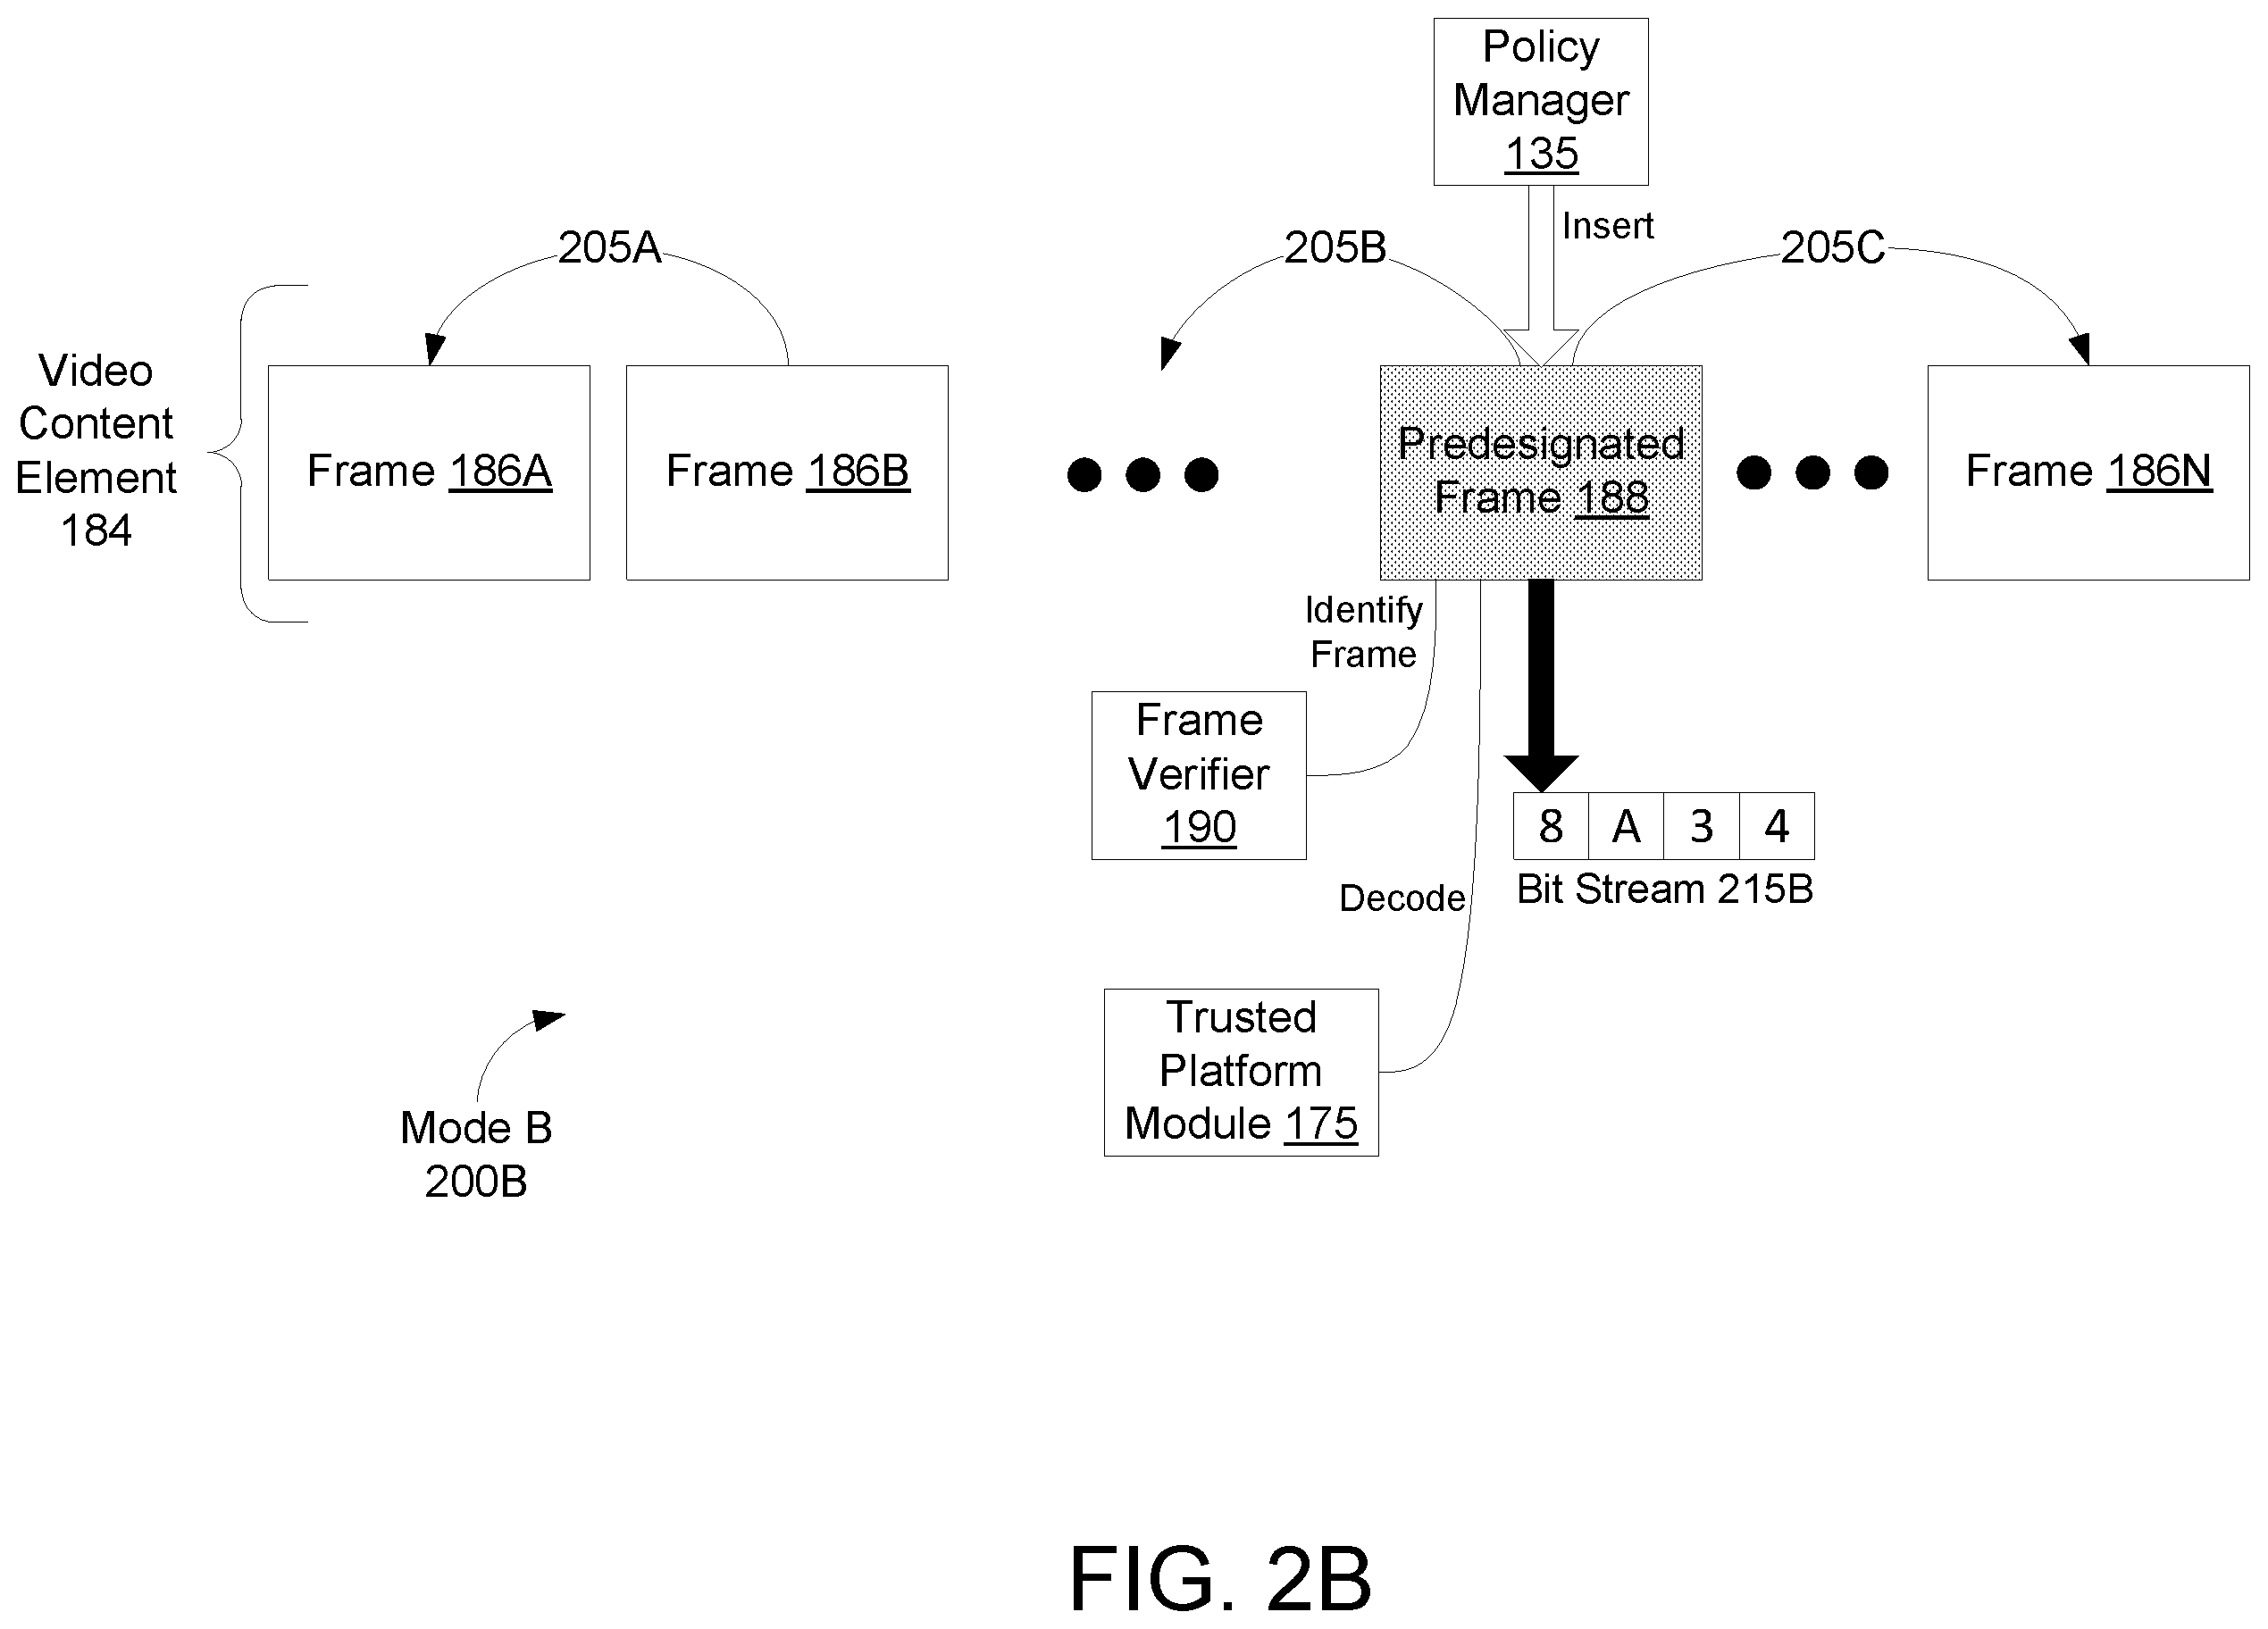 Policy
Manager
135
Insert
205A
205B
205C
Video
Content
Element
184
Frame 186A
Frame 186B
Predesignated
Frame 188
Frame 186N
Identify
Frame
Frame
Verifier
190
8 A 3 4
Bit Stream 215B
Decode
Trusted
Platform
Module 175
Mode B
200B
FIG. 2B